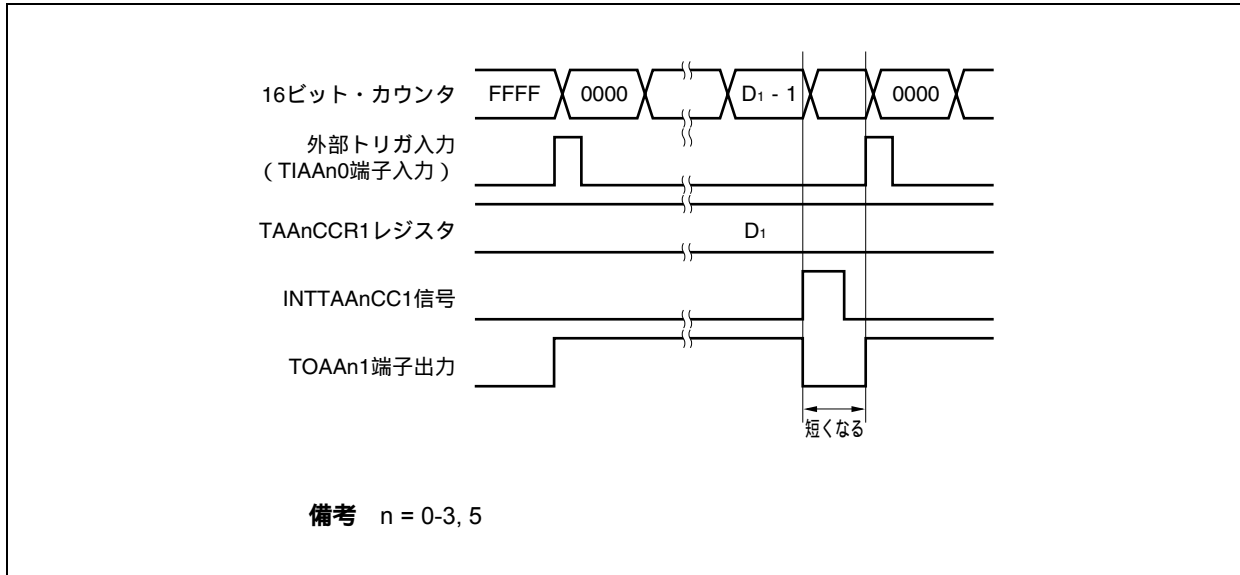 16ビット・カウンタ FFFF 0000 D1 - 1 0000
外部トリガ入力
（TIAAn0端子入力）
TAAnCCR1レジスタ D1
INTTAAnCC1信号
TOAAn1端子出力
短くなる
備考 n = 0-3, 5